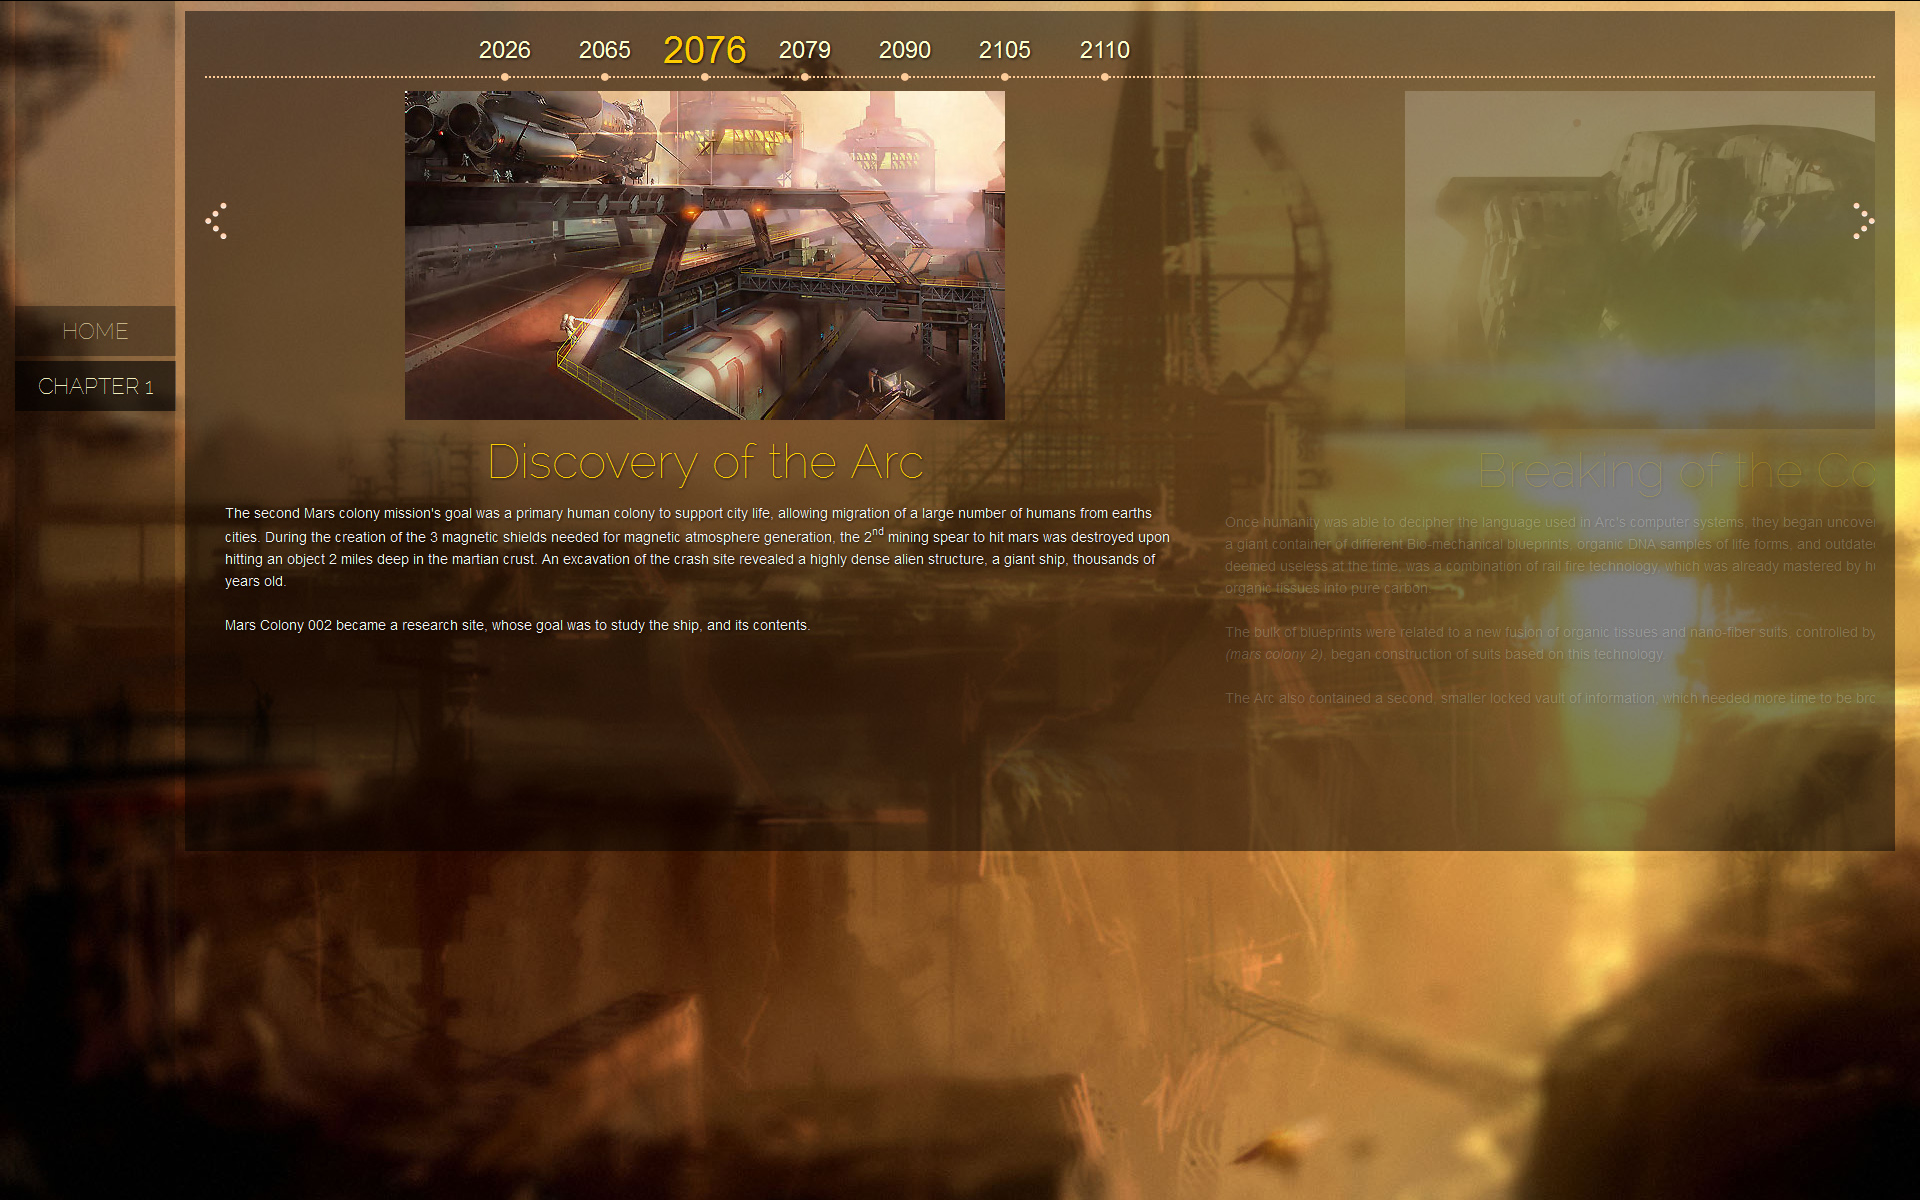 2026 2065 2076 2079 2090 2105 2110
HOME
CHAPTER 1
Discovery of the Arc
The second Mars colony mission's goal was a primary human colony to support city life, allowing migration of a large number of humans from earths
cities. During the creation of the 3 magnetic shields needed for magnetic atmosphere generation, the 2nd mining spear to hit mars was destroyed upon
hitting an object 2 miles deep in the martian crust. An excavation of the crash site revealed a highly dense alien structure, a giant ship, thousands of
years old.
Mars Colony 002 became a research site, whose goal was to study the ship, and its contents.
Breaking of the
Once humanity was able to decipher the language used in Arc's computer systems, they began
a giant container of different Bio-mechanical blueprints, organic DNA samples of life forms, and
deemed useless at the time, was a combination of rail fire technology, which was already mastered by
organic tissues into pure carbon.
The bulk of blueprints were related to a new fusion of organic tissues and nano-fiber suits, controlled by
(mars colony 2), began construction of suits based on this technology.
The Arc also contained a second, smaller locked vault of information, which needed more time to be